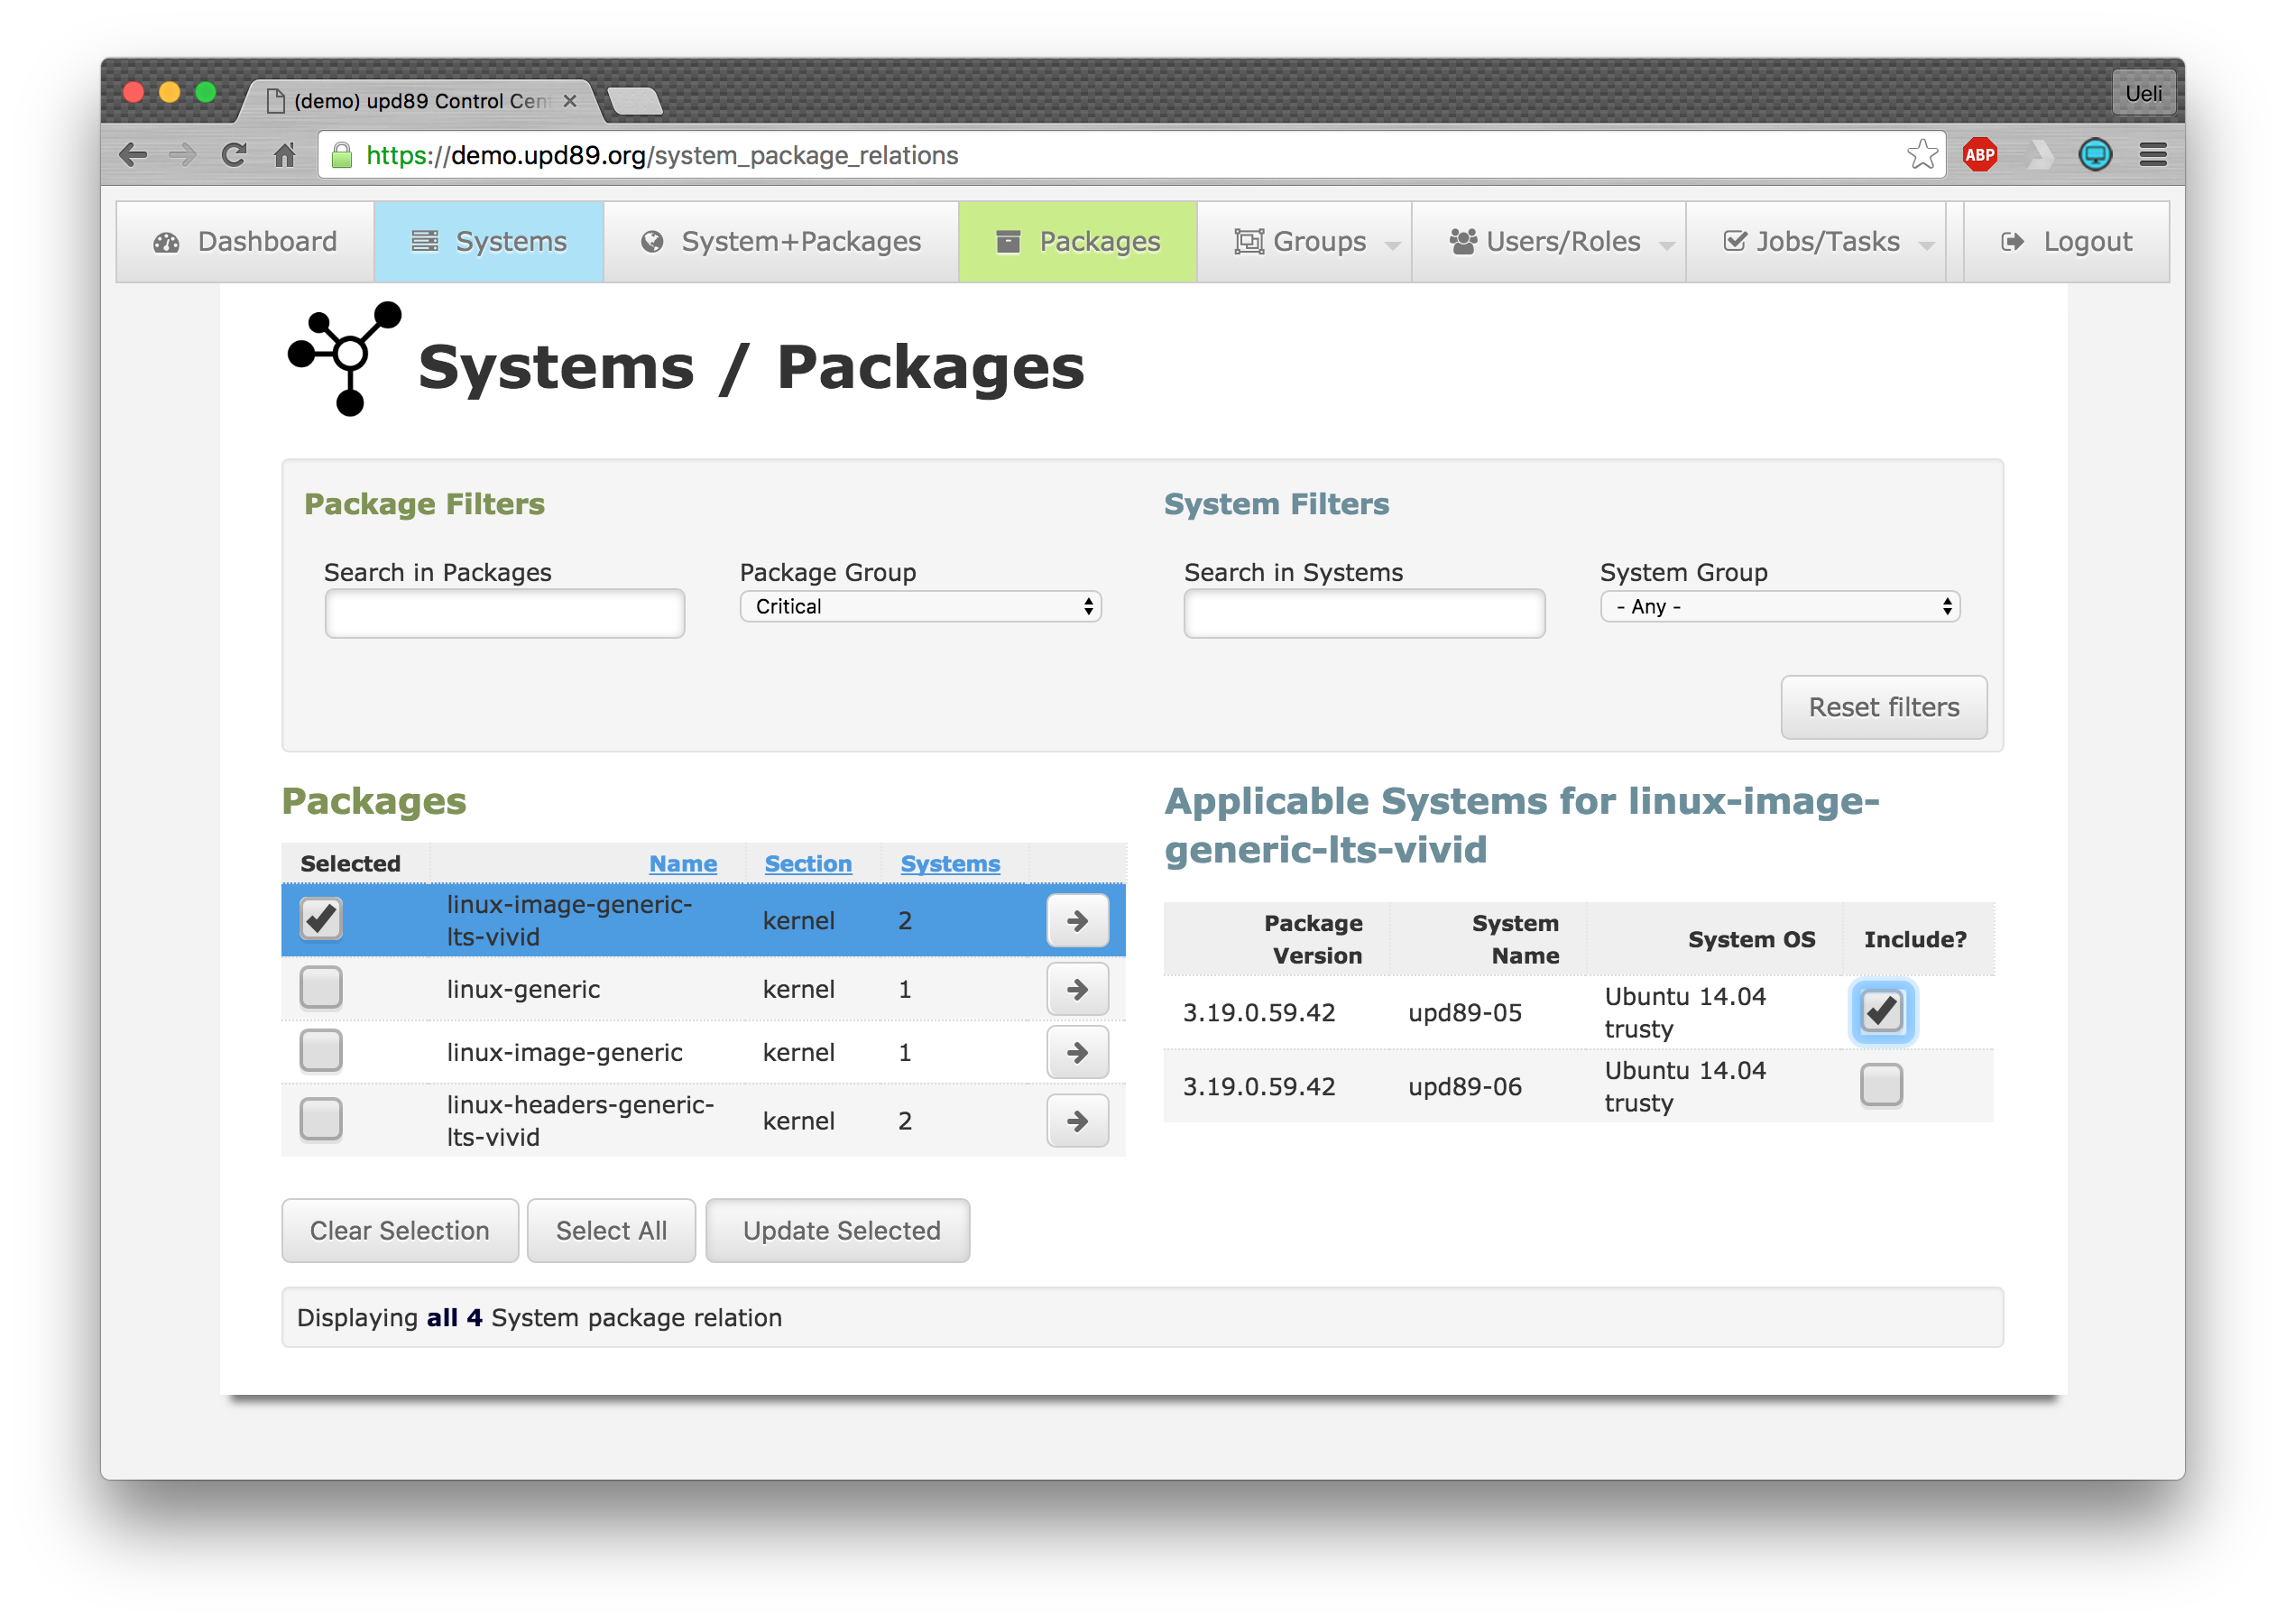 (demo) upd89 Control Cen
Ueli
https://demo.upd89.org/system_package_relations
ABP
Dashboard
Systems
System+Packages
Packages
Groups
Users/Roles
Jobs/Tasks
Logout
Systems / Packages
Package Filters
System Filters
Search in Packages
Package Group
Search in Systems
System Group
Critical
- Any -
Reset filters
Packages
Applicable Systems for linux-image-
generic-lts-vivid
Selected Name Section Systems
linux-image-generic-
lts-vivid
kernel 2
linux-generic kernel 1
linux-image-generic kernel 1
linux-headers-generic-
lts-vivid
kernel 2
Package
Version
System
Name
System OS
Include?
3.19.0.59.42 upd89-05
Ubuntu 14.04
trusty
3.19.0.59.42 upd89-06
Ubuntu 14.04
trusty
Clear Selection
Select All
Update Selected
Displaying all 4 System package relation